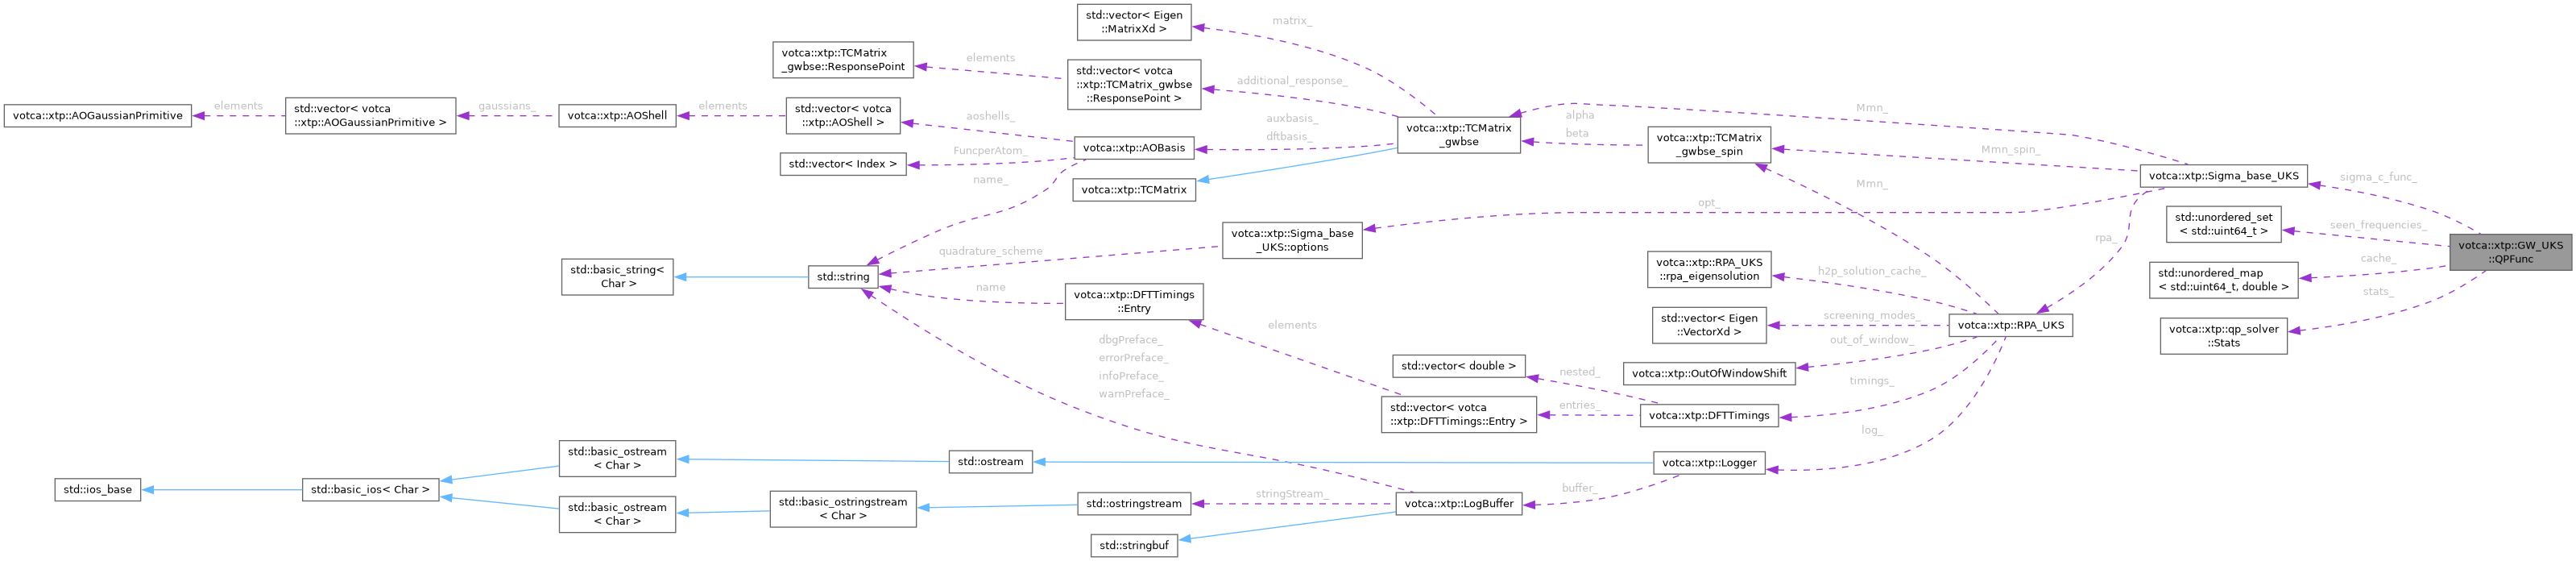 std::vector< Eigen
::MatrixXd >
matrix_
votca::xtp::TCMatrix
_gwbse::ResponsePoint
elements
std::vector< votca
::xtp::TCMatrix_gwbse
::ResponsePoint >
additional_response_
votca::xtp::AOGaussianPrimitive
elements
std::vector< votca
::xtp::AOGaussianPrimitive >
gaussians_
votca::xtp::AOShell
elements
std::vector< votca
::xtp::AOShell >
aoshells_
votca::xtp::AOBasis
auxbasis_
dftbasis_
votca::xtp::TCMatrix
_gwbse
alpha
beta
votca::xtp::TCMatrix
_gwbse_spin
Mmn_
Mmn_spin_
std::vector< Index >
FuncperAtom_
name_
votca::xtp::TCMatrix
Mmn_
votca::xtp::Sigma_base_UKS
sigma_c_func_
opt_
std::unordered_set
< std::uint64_t >
seen_frequencies_
votca::xtp::GW_UKS
::QPFunc
votca::xtp::Sigma_base
_UKS::options
quadrature_scheme
rpa_
cache_
std::unordered_map
< std::uint64_t, double >
stats_
votca::xtp::qp_solver
::Stats
std::basic_string<
Char >
std::string
votca::xtp::RPA_UKS
::rpa_eigensolution
h2p_solution_cache_
votca::xtp::DFTTimings
::Entry
name
elements
std::vector< Eigen
::VectorXd >
screening_modes_
votca::xtp::RPA_UKS
out_of_window_
votca::xtp::OutOfWindowShift
dbgPreface_
errorPreface_
infoPreface_
warnPreface_
std::vector< double >
nested_
timings_
std::vector< votca
::xtp::DFTTimings::Entry >
entries_
votca::xtp::DFTTimings
log_
std::basic_ostream
< Char >
std::ostream
votca::xtp::Logger
std::ios_base
std::basic_ios< Char >
buffer_
std::basic_ostream
< Char >
std::basic_ostringstream
< Char >
std::ostringstream
stringStream_
votca::xtp::LogBuffer
std::stringbuf